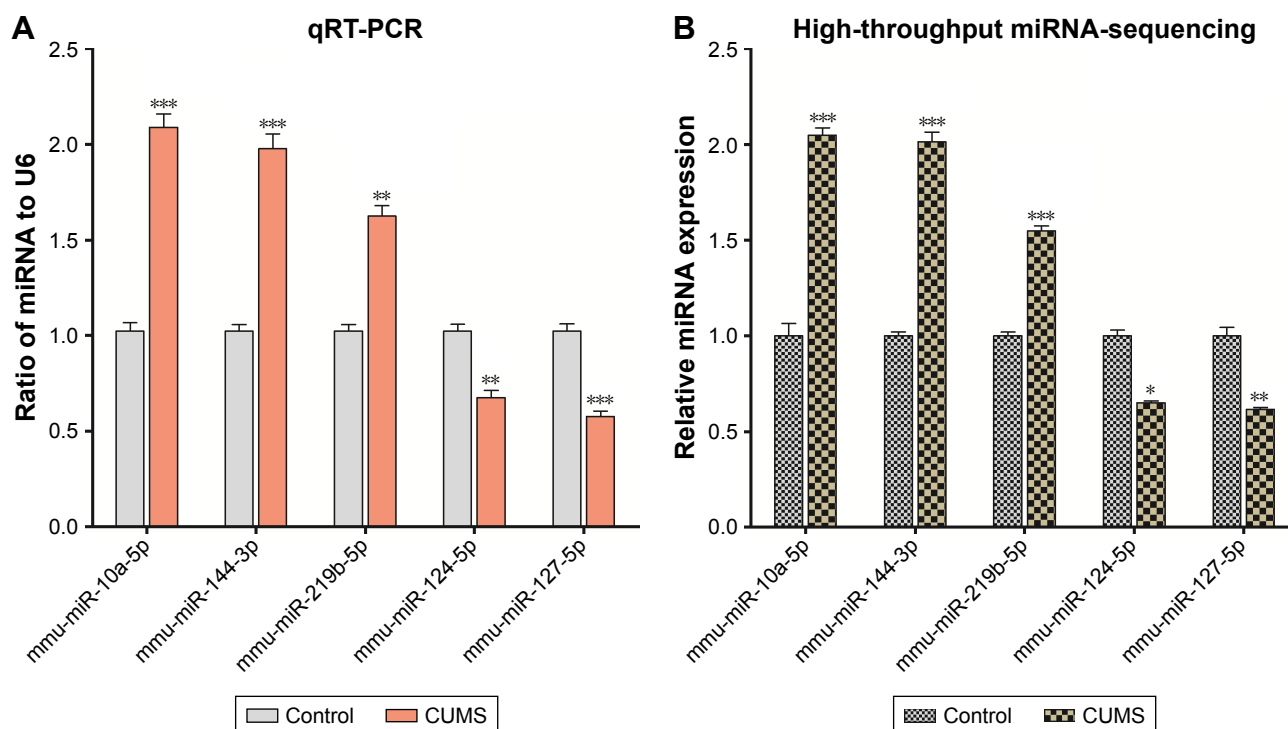 A
qRT-PCR
Ratio of miRNA to U6
2.5
2.0
1.5
1.0
0.5
0.0
***
***
**
**
***
mmu-miR-10a-5p
mmu-miR-144-3p
mmu-miR-219b-5p
mmu-miR-124-5p
mmu-miR-127-5p
Control CUMS
B
High-throughput miRNA-sequencing
Relative miRNA expression
2.5
2.0
1.5
1.0
0.5
0.0
***
***
***
*
**
mmu-miR-10a-5p
mmu-miR-144-3p
mmu-miR-219b-5p
mmu-miR-124-5p
mmu-miR-127-5p
Control CUMS